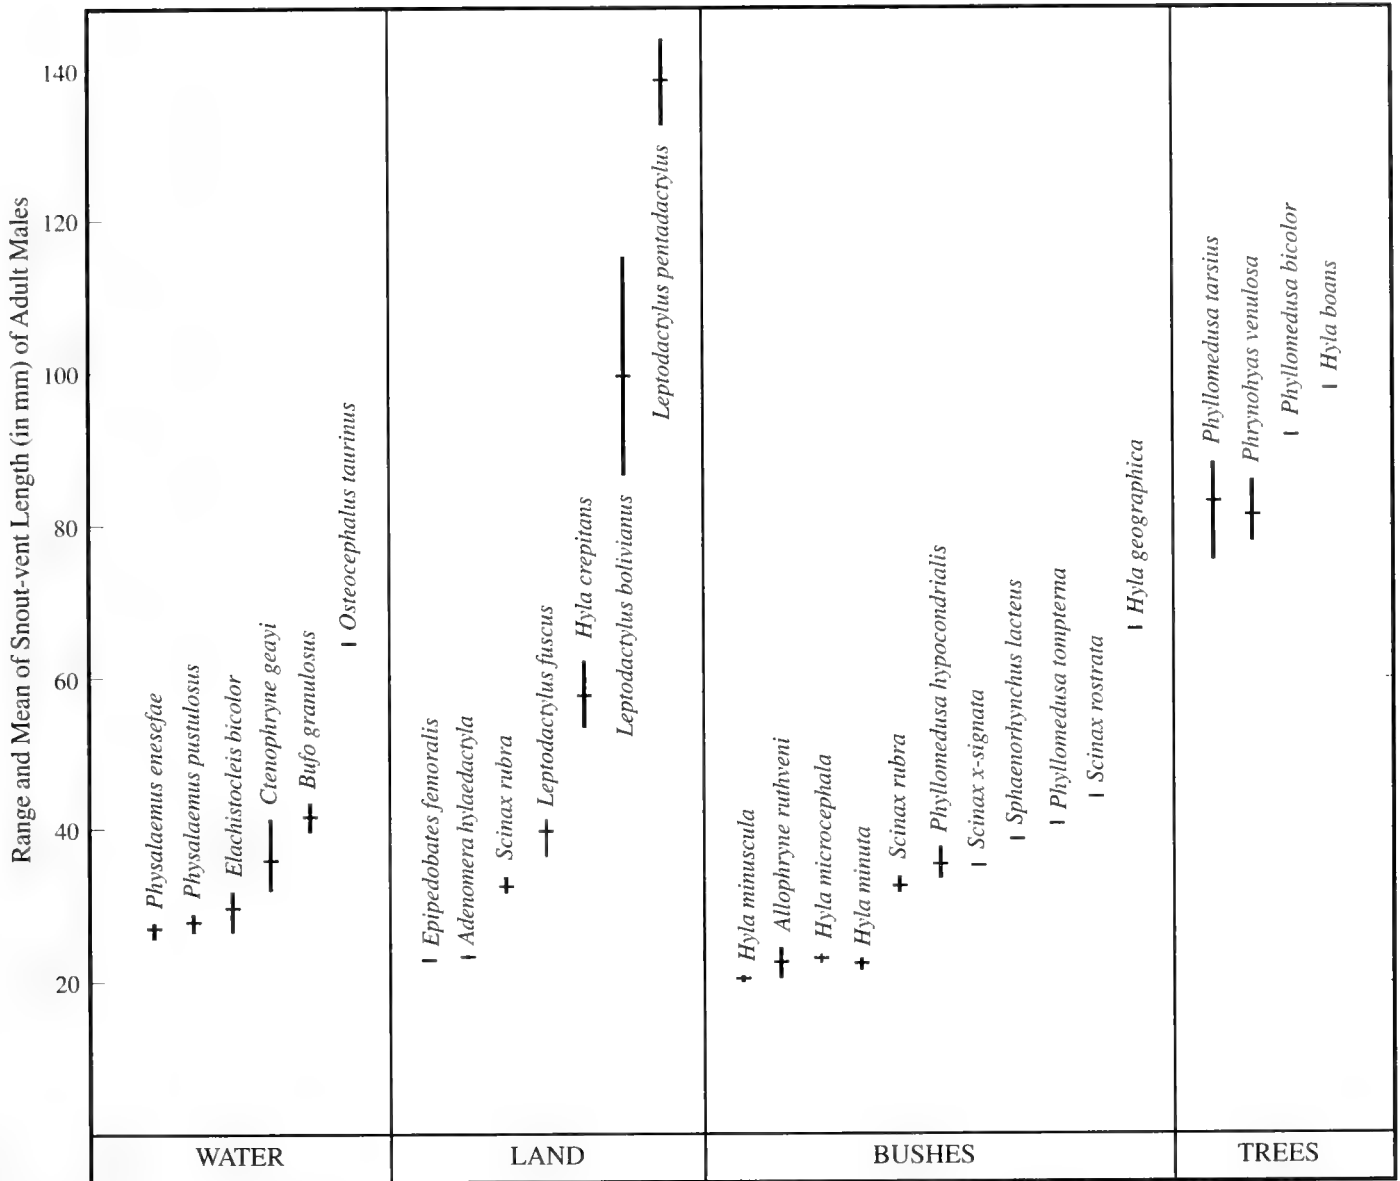 Range and Mean of Snout-vent Length (in mm) of Adult Males
140
120
100
80
60
40
20
Physalaemus enesefae
Physalaemus pustulosus
Elachistocleis bicolor
Ctenophryne geayi
Bufo granulosus
Osteocephalus taurinus
Epipedobates femoralis
Adenomera hylaedactyla
Scinax rubra
Leptodactylus fuscus
Hyla crepitans
Leptodactylus bolivianus
Leptodactylus pentadactylus
Hyla minuscula
Allophryne ruthveni
Hyla microcephala
Hyla minuta
Scinax rubra
Phyllomedusa hypocondrialis
Scinax x-signata
Sphaenorhynchus lacteus
Phyllomedusa tompterna
Scinax rostrata
Hyla geographica
Phyllomedusa tarsius
Phrynohyas venulosa
Phyllomedusa bicolor
Hyla boans
WATER
LAND
BUSHES
TREES